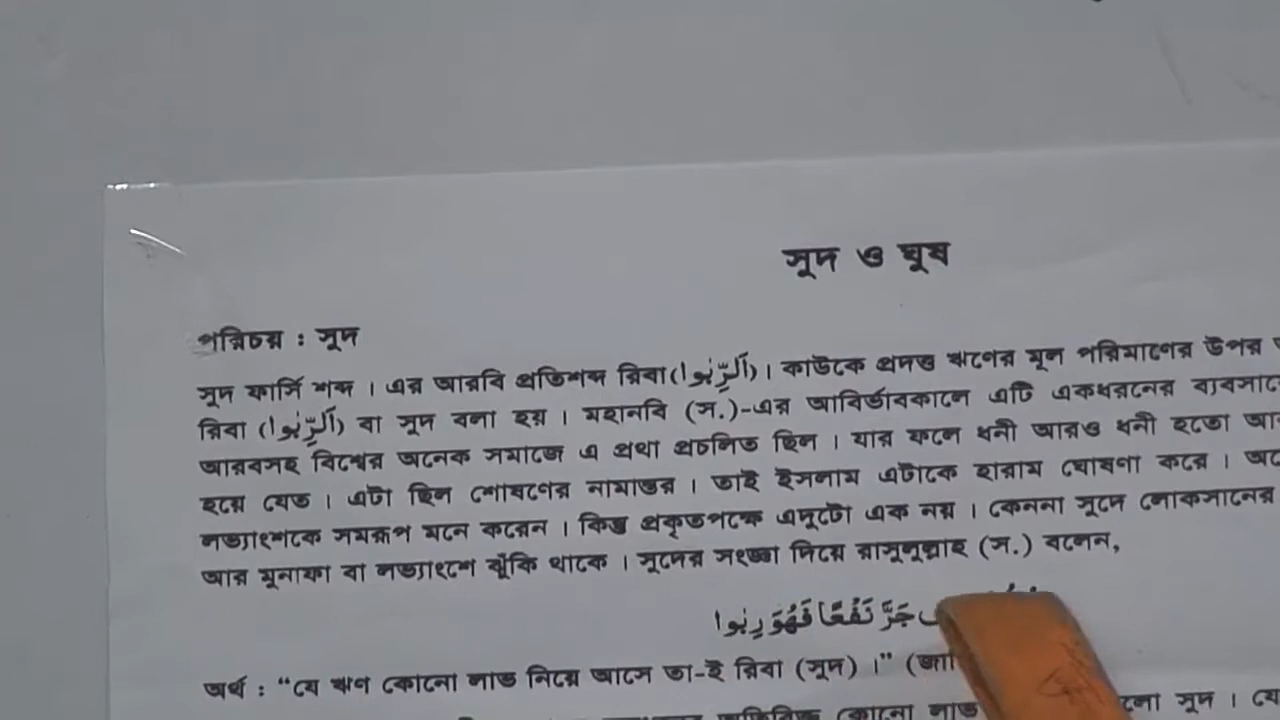 সুদ ও ঘুষ
পরিচয় : সুদ
সুদ ফার্সি শব্দ । এর আরবি প্রতিশব্দ রিবা (اَلرِّبٰوا) । কাউকে প্রদত্ত ঋণের মূল পরিমাণের উপর
রিবা (اَلرِّبٰوا) বা সুদ বলা হয় । মহানবি (স.)-এর আবির্ভাবকালে এটি একধরনের
আরবসহ বিশ্বের অনেক সমাজে এ প্রথা প্রচলিত ছিল । যার ফলে ধনী আরও ধনী হতো
হয়ে যেত । এটা ছিল শোষণের নামান্তর । তাই ইসলাম এটাকে হারাম ঘোষণা করে ।
লভ্যাংশকে সমরূপ মনে করেন । কিন্তু প্রকৃতপক্ষে এদুটো এক নয় । কেননা সুদে লোকসানের
আর মুনাফা বা লভ্যাংশে ঝুঁকি থাকে । সুদের সংজ্ঞা দিয়ে রাসুলুল্লাহ (স.) বলেন,
جَرَّ نَفْعًا فَهُوَ رِبٰوا
অর্থ : “যে ঋণ কোনো লাভ নিয়ে আসে তা-ই রিবা (সুদ) ।”
অতিরিক্ত কোনো লাভ সুদ ।